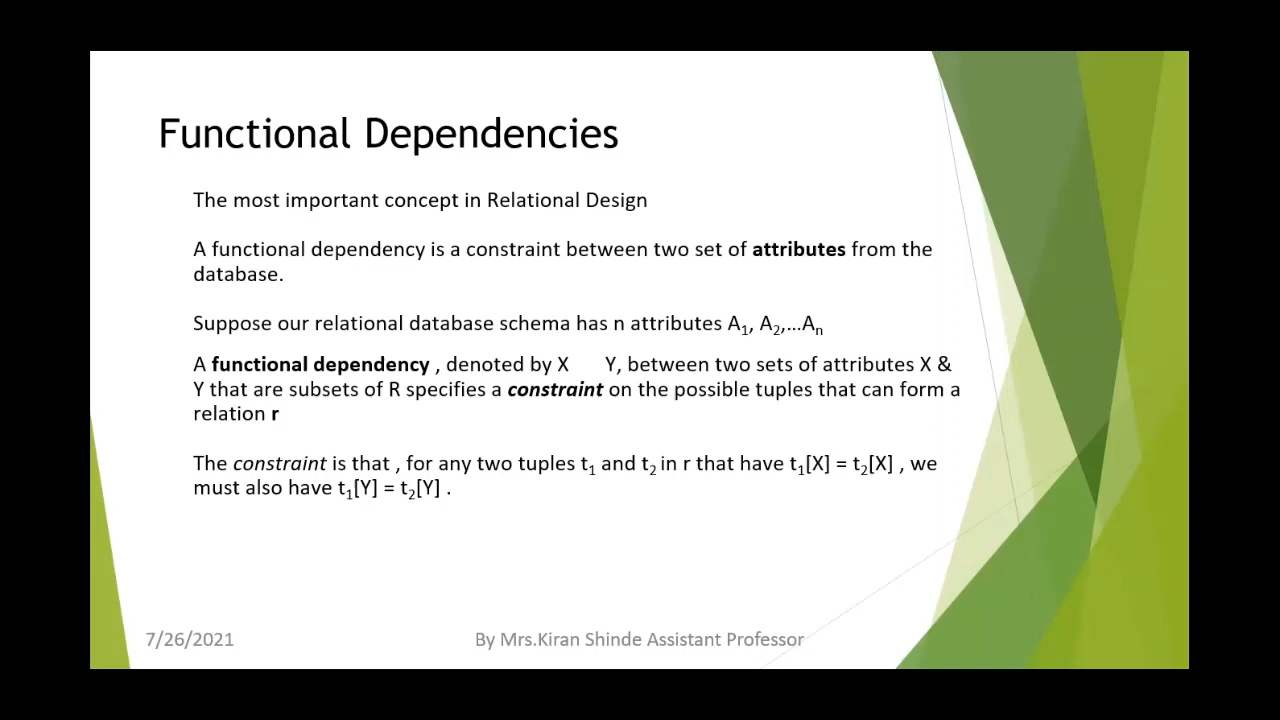 Functional Dependencies
The most important concept in Relational Design
A functional dependency is a constraint between two set of attributes from the
database.
Suppose our relational database schema has n attributes A₁, A₂,...Aₙ
A functional dependency , denoted by X Y, between two sets of attributes X &
Y that are subsets of R specifies a constraint on the possible tuples that can form a
relation r
The constraint is that , for any two tuples t₁ and t₂ in r that have t₁[X] = t₂[X] , we
must also have t₁[Y] = t₂[Y] .
7/26/2021 By Mrs.Kiran Shinde Assistant Professor